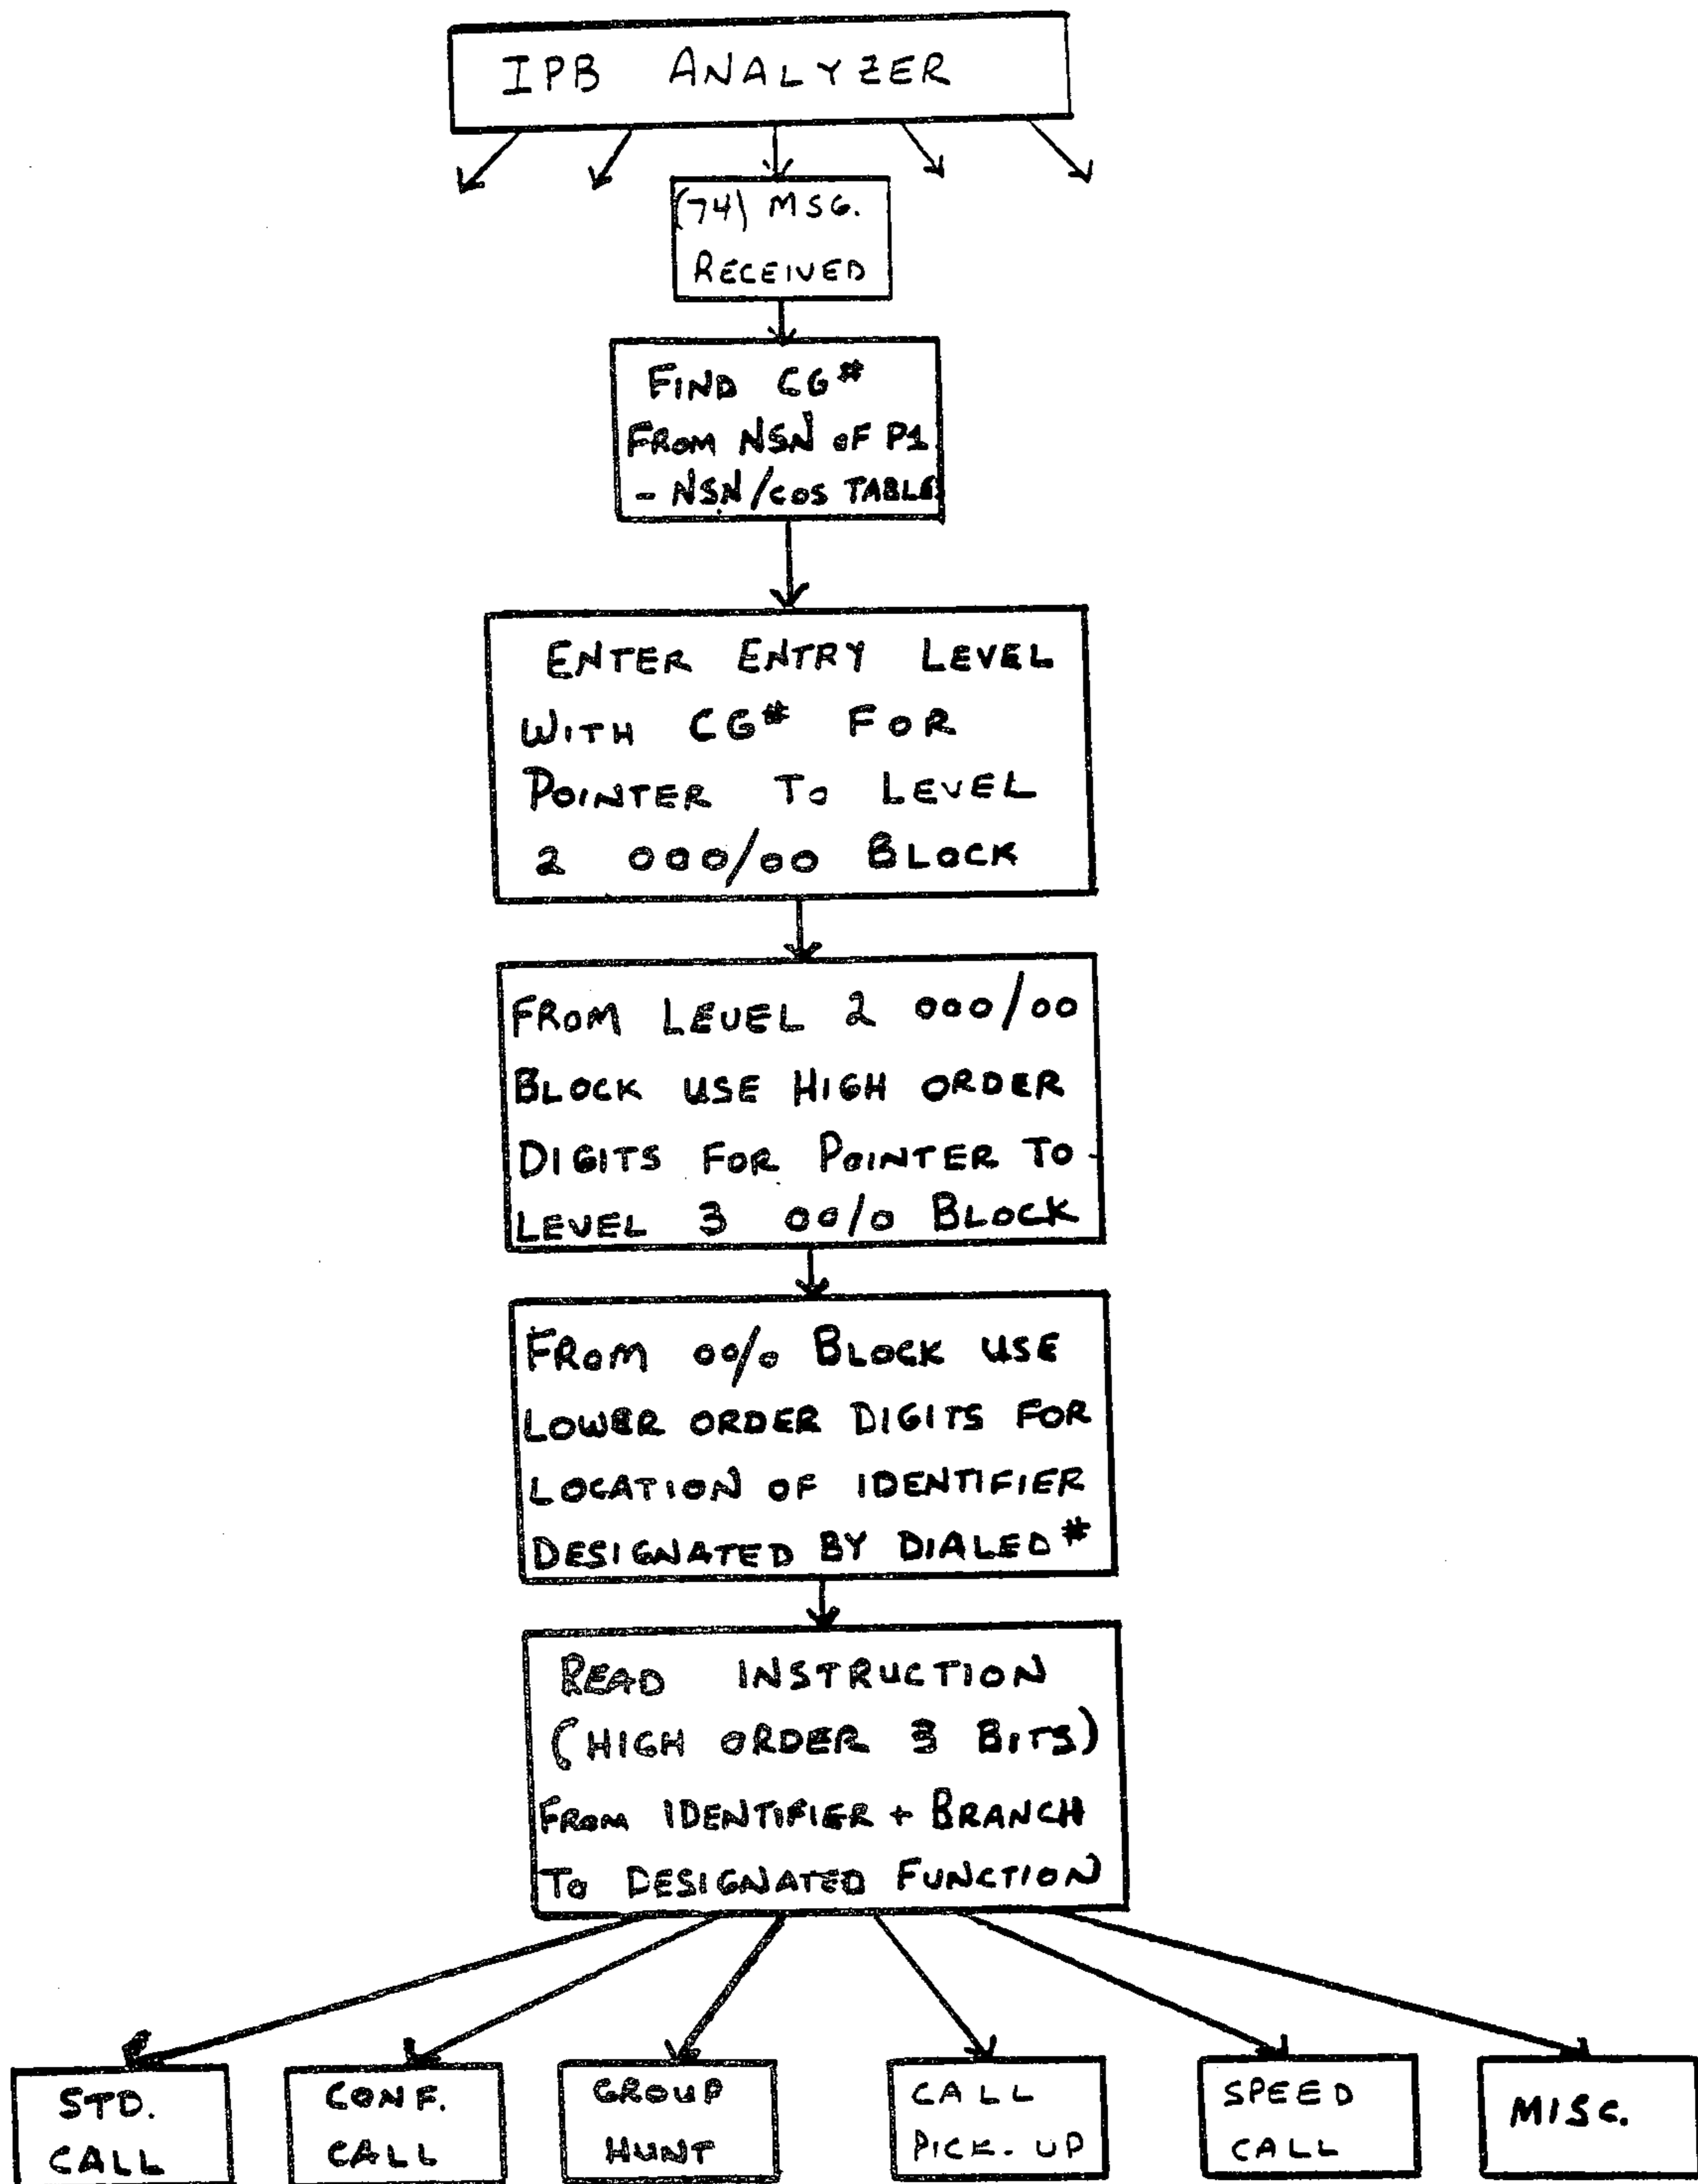 IPB ANALYZER
(74) MSG.
RECEIVED
FIND CG#
FROM NSN OF P1
- NSN/COS TABLE
ENTER ENTRY LEVEL
WITH CG# FOR
POINTER TO LEVEL
2 000/00 BLOCK
FROM LEVEL 2 000/00
BLOCK USE HIGH ORDER
DIGITS FOR POINTER TO
LEVEL 3 00/0 BLOCK
FROM 00/0 BLOCK USE
LOWER ORDER DIGITS FOR
LOCATION OF IDENTIFIER
DESIGNATED BY DIALED#
READ INSTRUCTION
(HIGH ORDER 3 BITS)
FROM IDENTIFIER + BRANCH
TO DESIGNATED FUNCTION
STD.
CALL
CONF.
CALL
GROUP
HUNT
CALL
PICK-UP
SPEED
CALL
MISC.